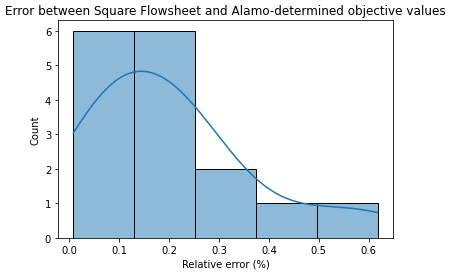 Error between Square Flowsheet and Alamo-determined objective values
6
5
4
3
2
1
0
Count
0.0 0.1 0.2 0.3 0.4 0.5 0.6
Relative error (%)